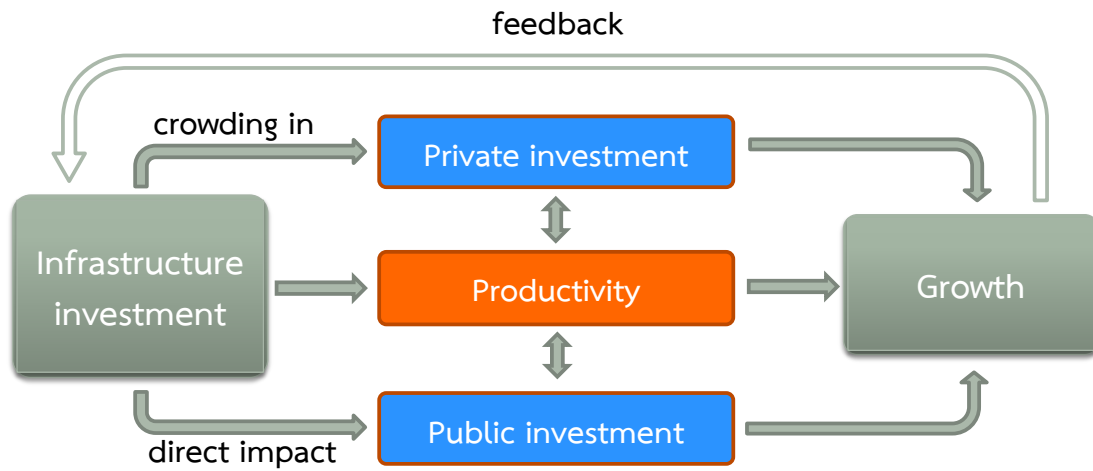 feedback
crowding in
Private investment
Infrastructure
investment
Productivity
Growth
Public investment
direct impact